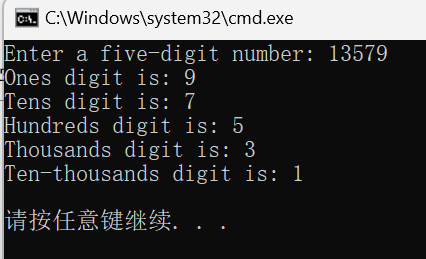 C:\Windows\system32\cmd.exe
Enter a five-digit number: 13579
Ones digit is: 9
Tens digit is: 7
Hundreds digit is: 5
Thousands digit is: 3
Ten-thousands digit is: 1
请按任意键继续. . .